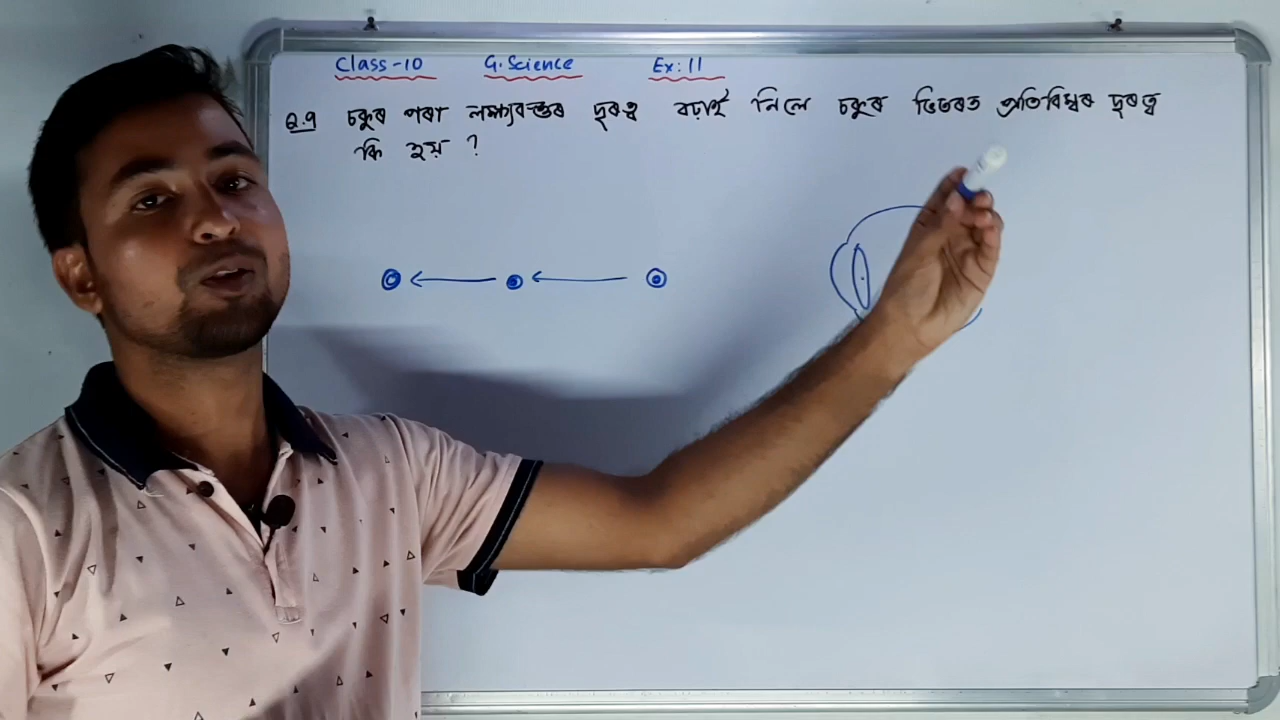 Class-10 G.Science Ex: 11
Q.9 চকুৰ পৰা লক্ষ্যবস্তুৰ দূৰত্ব বঢ়াই নিলে চকুৰ ভিতৰত প্ৰতিবিম্বৰ দূৰত্ব
কি হয় ?